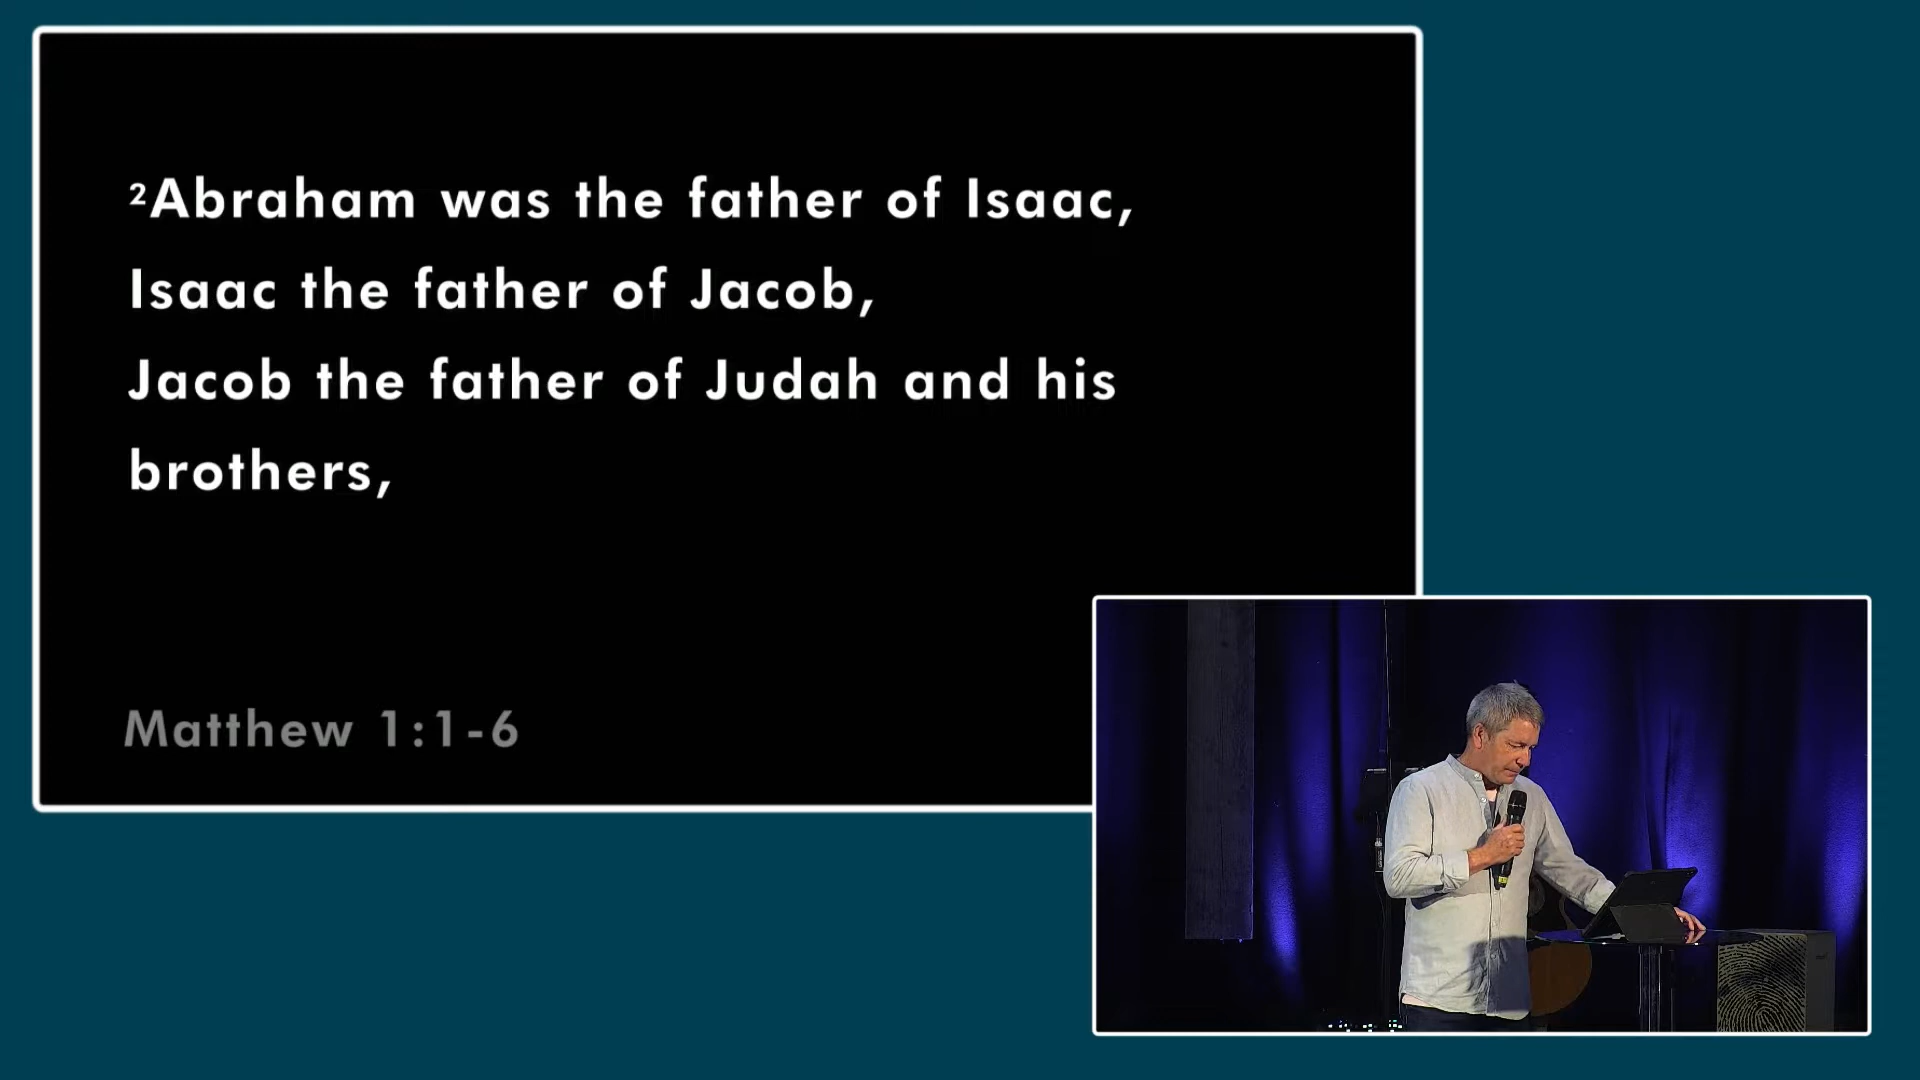 ²Abraham was the father of Isaac,
Isaac the father of Jacob,
Jacob the father of Judah and his
brothers,
Matthew 1:1-6